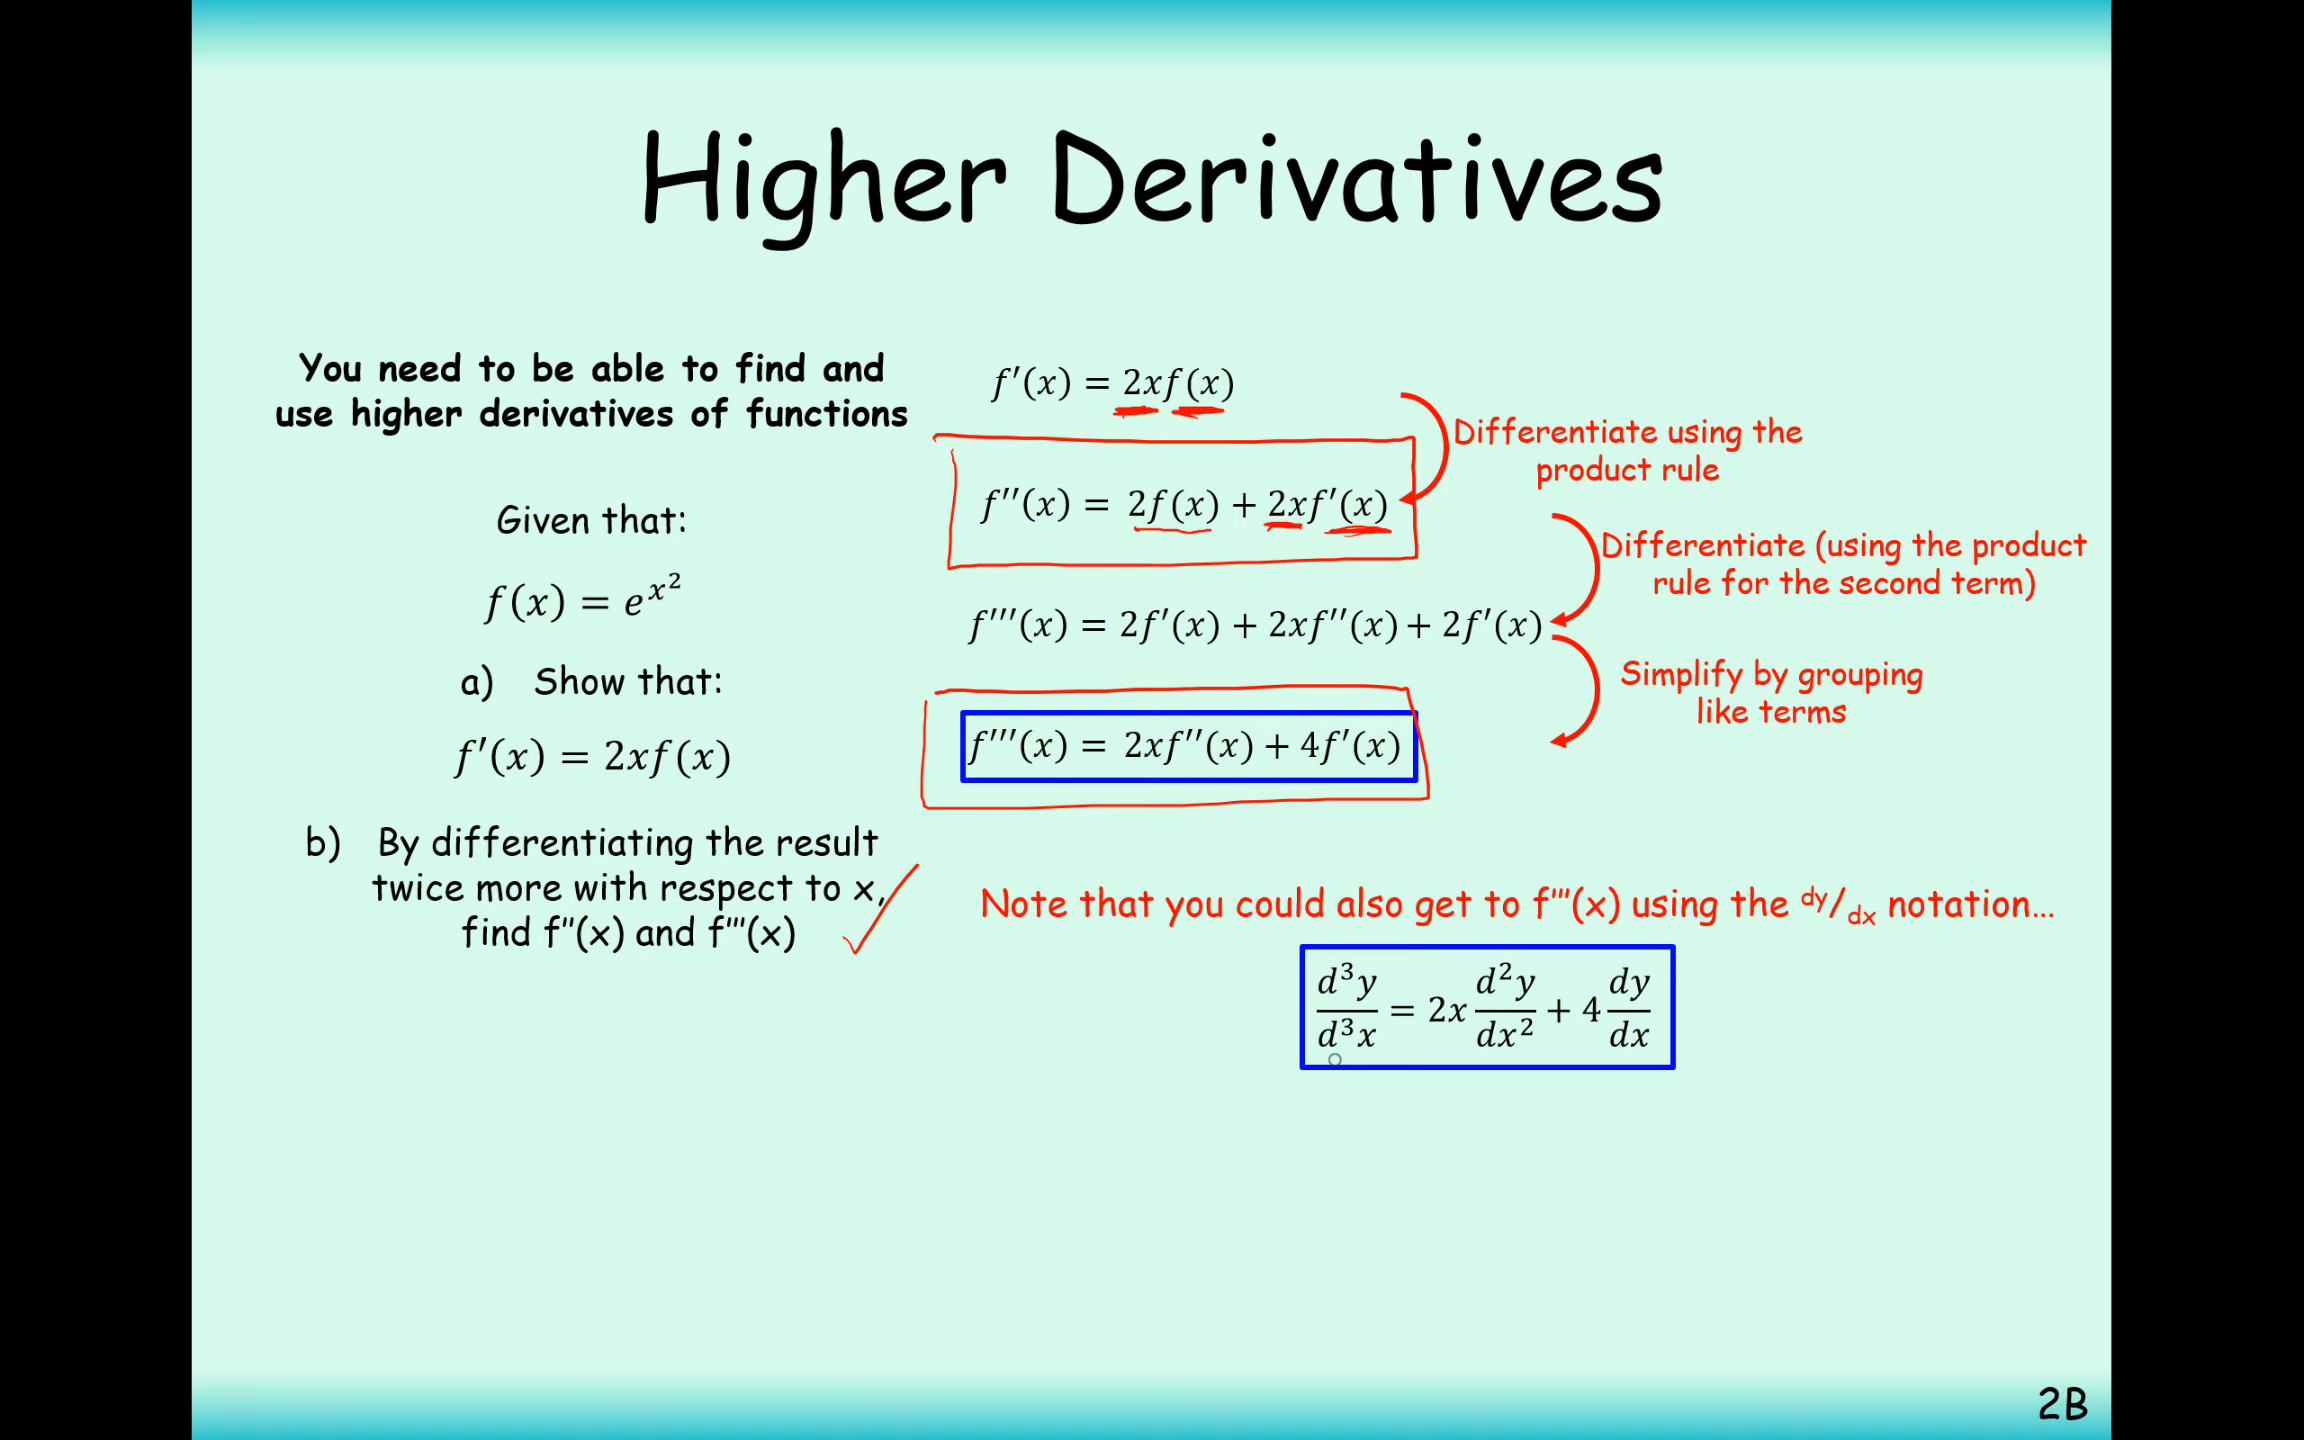 Higher Derivatives
You need to be able to find and
use higher derivatives of functions
Given that:
f(x) = e^{x^2}
a) Show that:
f′(x) = 2xf(x)
b) By differentiating the result
twice more with respect to x,
find f′′(x) and f′′′(x)
f′(x) = 2xf(x)
Differentiate using the
product rule
f′′(x) = 2f(x) + 2xf′(x)
Differentiate (using the product
rule for the second term)
f′′′(x) = 2f′(x) + 2xf′′(x) + 2f′(x)
Simplify by grouping
like terms
f′′′(x) = 2xf′′(x) + 4f′(x)
Note that you could also get to f′′′(x) using the dy/dx notation...
d³y/d³x = 2x d²y/dx² + 4 dy/dx
2B